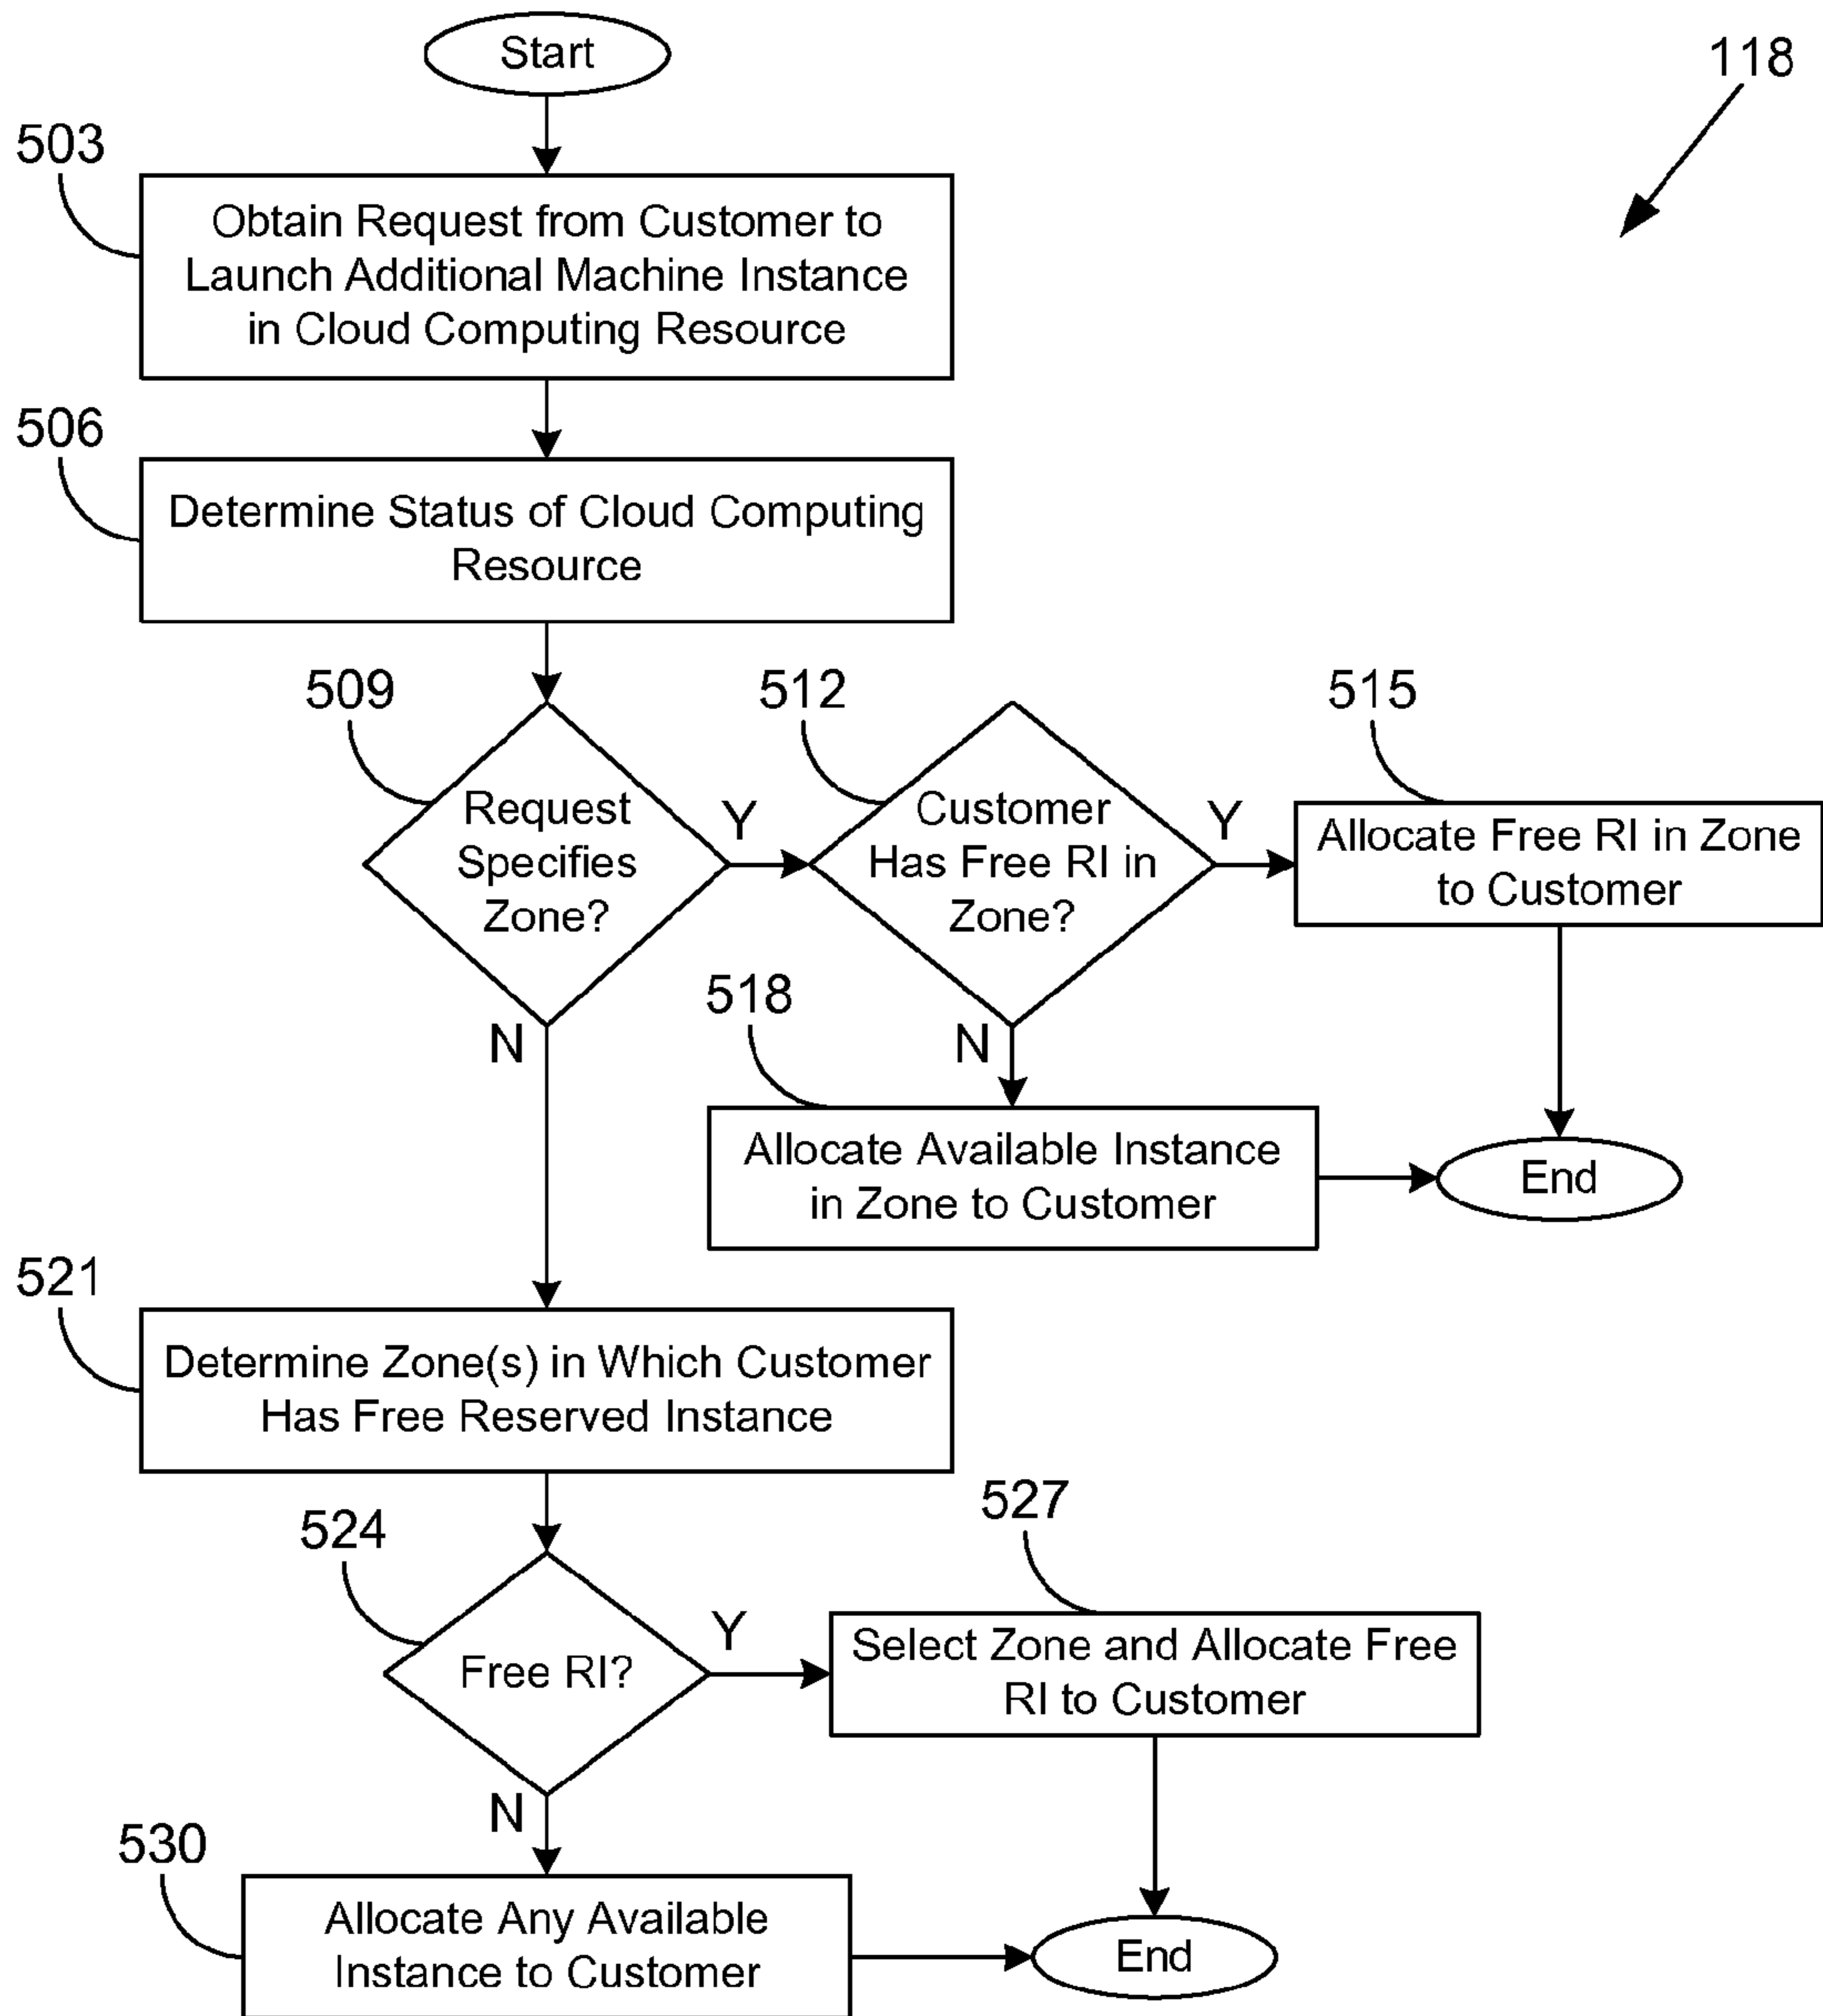 Start
118
503
Obtain Request from Customer to
Launch Additional Machine Instance
in Cloud Computing Resource
506
Determine Status of Cloud Computing
Resource
509
Request
Specifies
Zone?
Y
512
Customer
Has Free RI in
Zone?
Y
515
Allocate Free RI in Zone
to Customer
N
N
518
Allocate Available Instance
in Zone to Customer
End
521
Determine Zone(s) in Which Customer
Has Free Reserved Instance
524
Free RI?
Y
527
Select Zone and Allocate Free
RI to Customer
N
530
Allocate Any Available
Instance to Customer
End